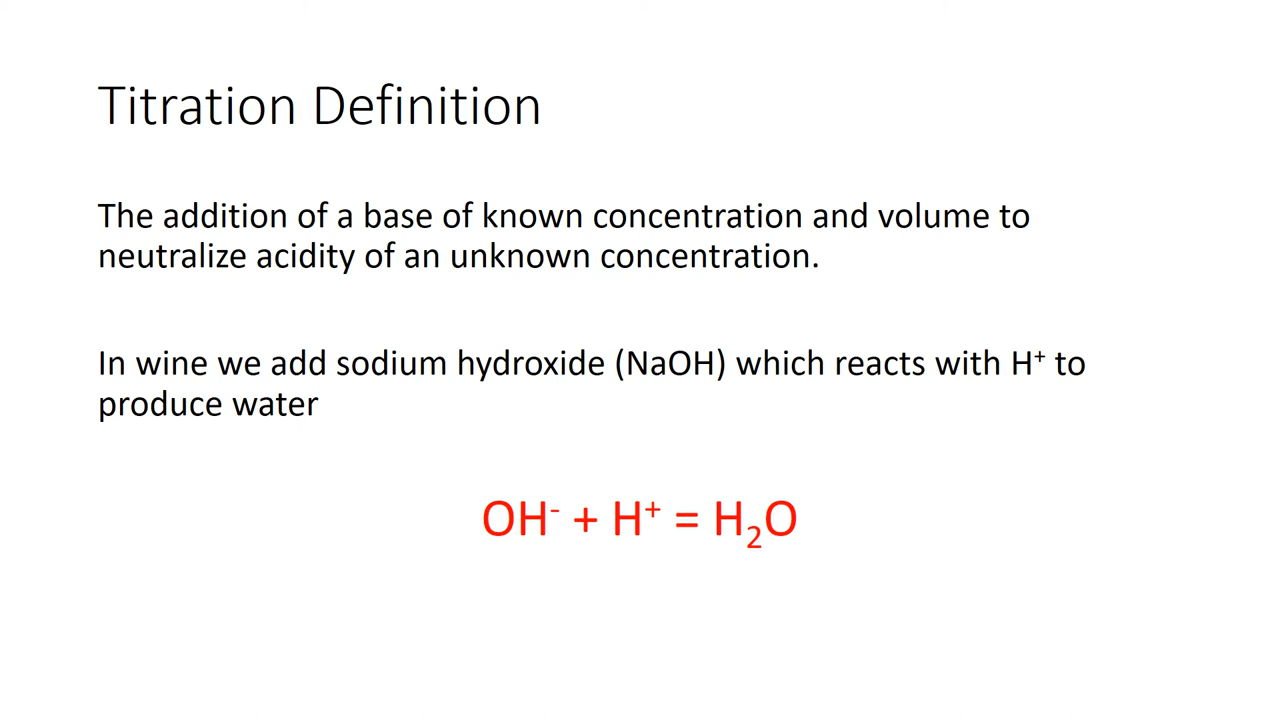 Titration Definition
The addition of a base of known concentration and volume to
neutralize acidity of an unknown concentration.
In wine we add sodium hydroxide (NaOH) which reacts with H⁺ to
produce water
OH⁻ + H⁺ = H₂O